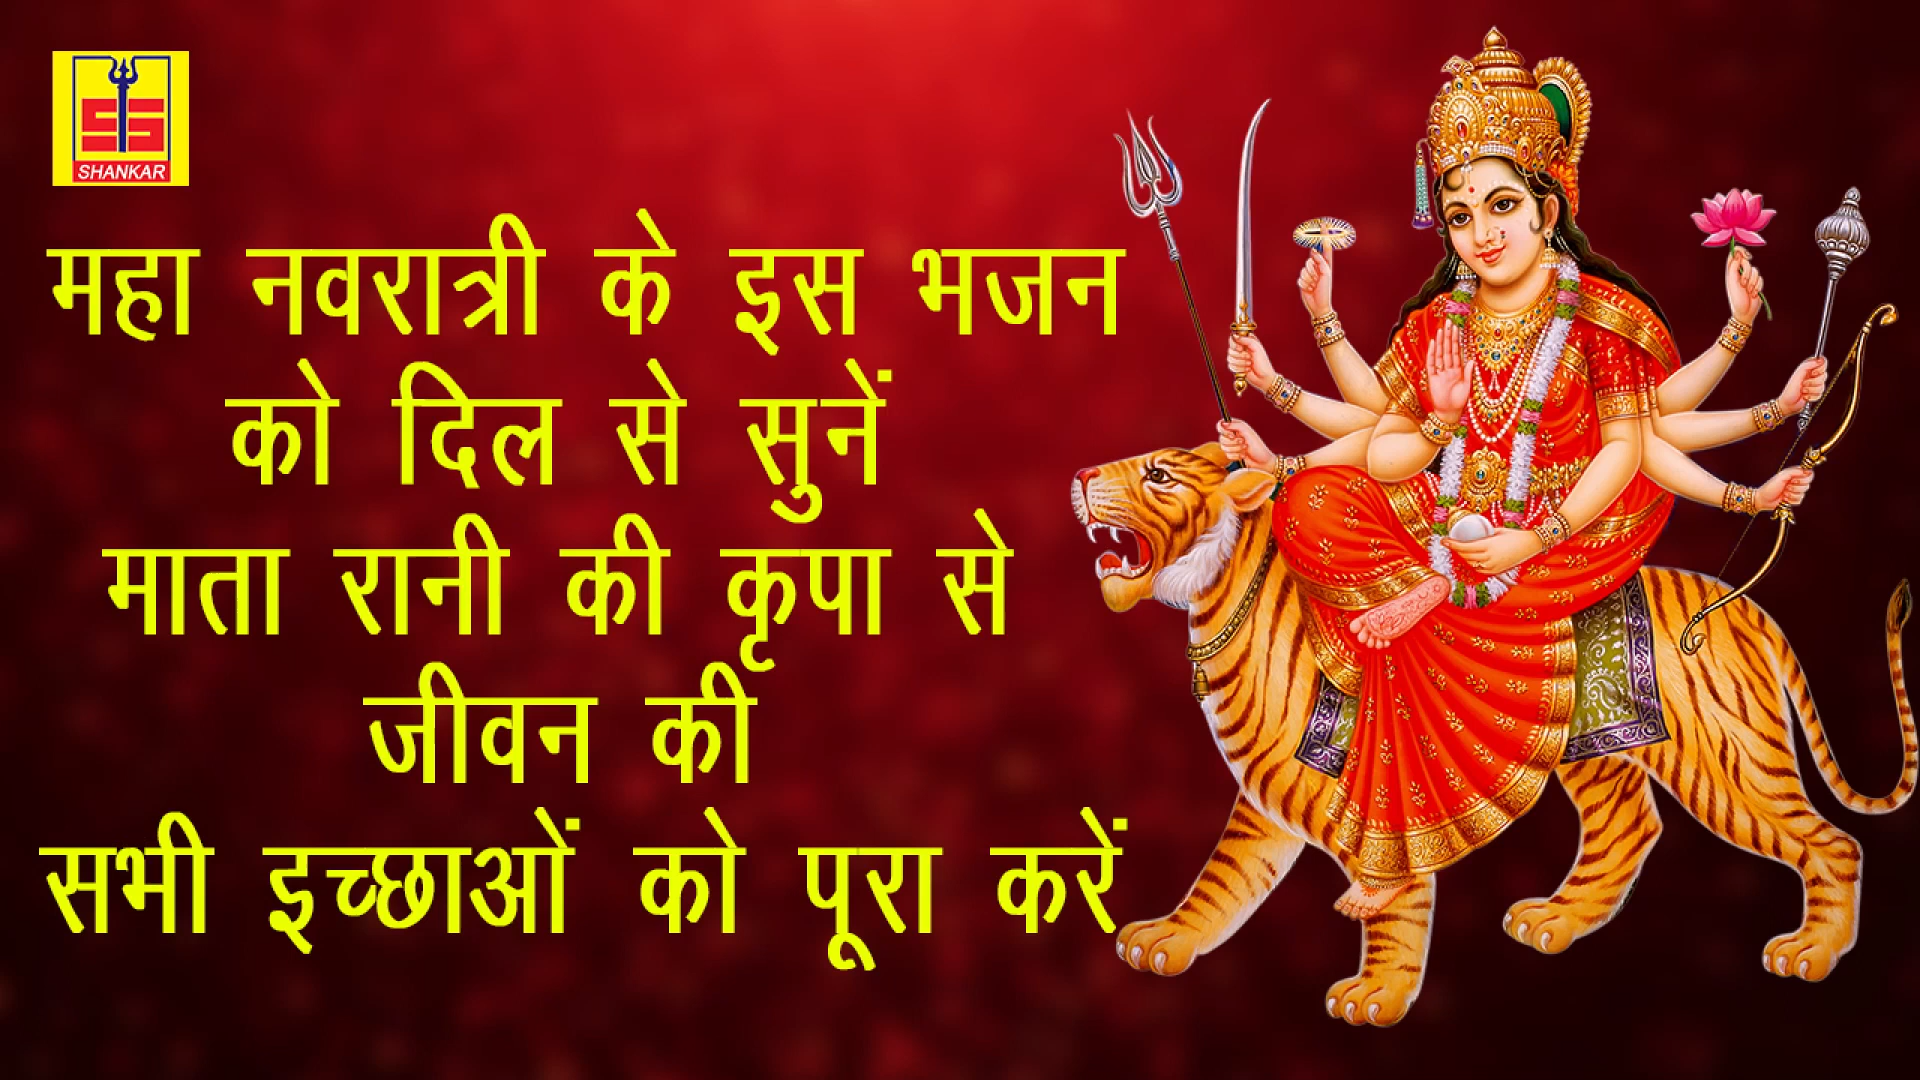 SHANKAR
महा नवरात्री के इस भजन
को दिल से सुनें
माता रानी की कृपा से
जीवन की
सभी इच्छाओं को पूरा करें